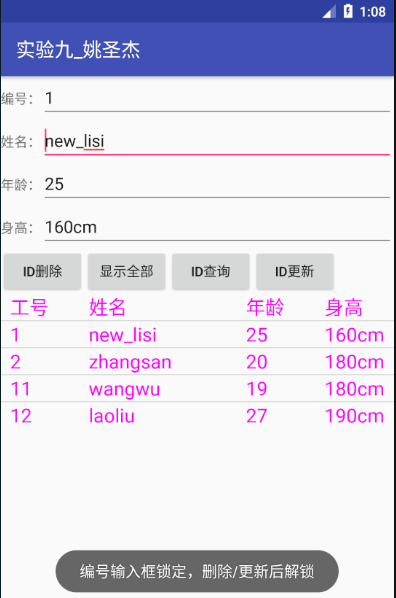 1:08
实验九_姚圣杰
编号： 1
姓名： new_lisi
年龄： 25
身高： 160cm
ID删除 显示全部 ID查询 ID更新
工号 姓名 年龄 身高
1 new_lisi 25 160cm
2 zhangsan 20 180cm
11 wangwu 19 180cm
12 laoliu 27 190cm
编号输入框锁定，删除/更新后解锁